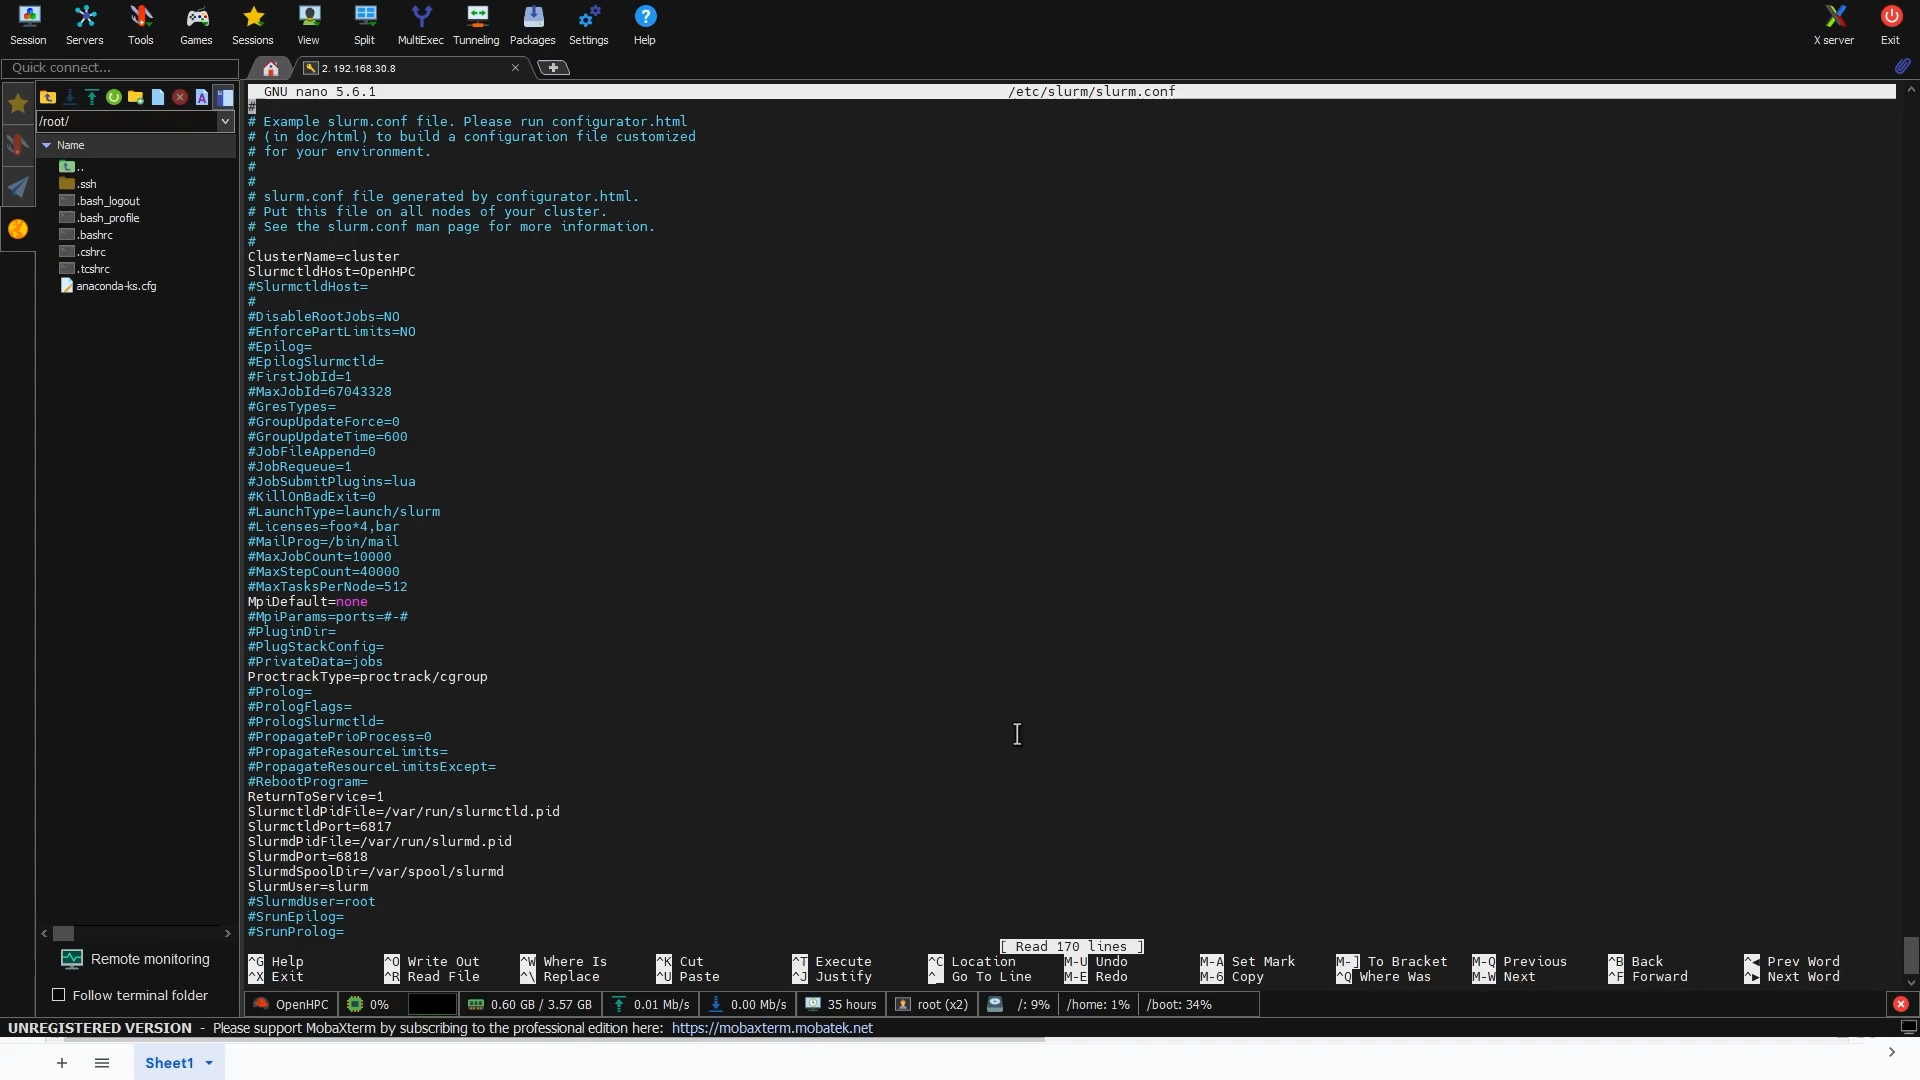 Session Servers Tools Games Sessions View Split MultiExec Tunneling Packages Settings Help X server Exit
Quick connect...
2. 192.168.30.8
/root/
Name
..
.ssh
.bash_logout
.bash_profile
.bashrc
.cshrc
.tcshrc
anaconda-ks.cfg
Remote monitoring
Follow terminal folder
GNU nano 5.6.1 /etc/slurm/slurm.conf
#
# Example slurm.conf file. Please run configurator.html
# (in doc/html) to build a configuration file customized
# for your environment.
#
#
# slurm.conf file generated by configurator.html.
# Put this file on all nodes of your cluster.
# See the slurm.conf man page for more information.
#
ClusterName=cluster
SlurmctldHost=OpenHPC
#SlurmctldHost=
#
#DisableRootJobs=NO
#EnforcePartLimits=NO
#Epilog=
#EpilogSlurmctld=
#FirstJobId=1
#MaxJobId=67043328
#GresTypes=
#GroupUpdateForce=0
#GroupUpdateTime=600
#JobFileAppend=0
#JobRequeue=1
#JobSubmitPlugins=lua
#KillOnBadExit=0
#LaunchType=launch/slurm
#Licenses=foo*4,bar
#MailProg=/bin/mail
#MaxJobCount=10000
#MaxStepCount=40000
#MaxTasksPerNode=512
MpiDefault=none
#MpiParams=ports=#-#
#PluginDir=
#PlugStackConfig=
#PrivateData=jobs
ProctrackType=proctrack/cgroup
#Prolog=
#PrologFlags=
#PrologSlurmctld=
#PropagatePrioProcess=0
#PropagateResourceLimits=
#PropagateResourceLimitsExcept=
#RebootProgram=
ReturnToService=1
SlurmctldPidFile=/var/run/slurmctld.pid
SlurmctldPort=6817
SlurmdPidFile=/var/run/slurmd.pid
SlurmdPort=6818
SlurmdSpoolDir=/var/spool/slurmd
SlurmUser=slurm
#SlurmdUser=root
#SrunEpilog=
#SrunProlog=
[ Read 170 lines ]
^G Help ^O Write Out ^W Where Is ^K Cut ^T Execute ^C Location M-U Undo M-A Set Mark M-] To Bracket M-Q Previous ^B Back ^◂ Prev Word
^X Exit ^R Read File ^\ Replace ^U Paste ^J Justify ^_ Go To Line M-E Redo M-6 Copy ^Q Where Was M-W Next ^F Forward ^▸ Next Word
OpenHPC 0% 0.60 GB / 3.57 GB 0.01 Mb/s 0.00 Mb/s 35 hours root (x2) /: 9% /home: 1% /boot: 34%
UNREGISTERED VERSION - Please support MobaXterm by subscribing to the professional edition here: https://mobaxterm.mobatek.net
Sheet1